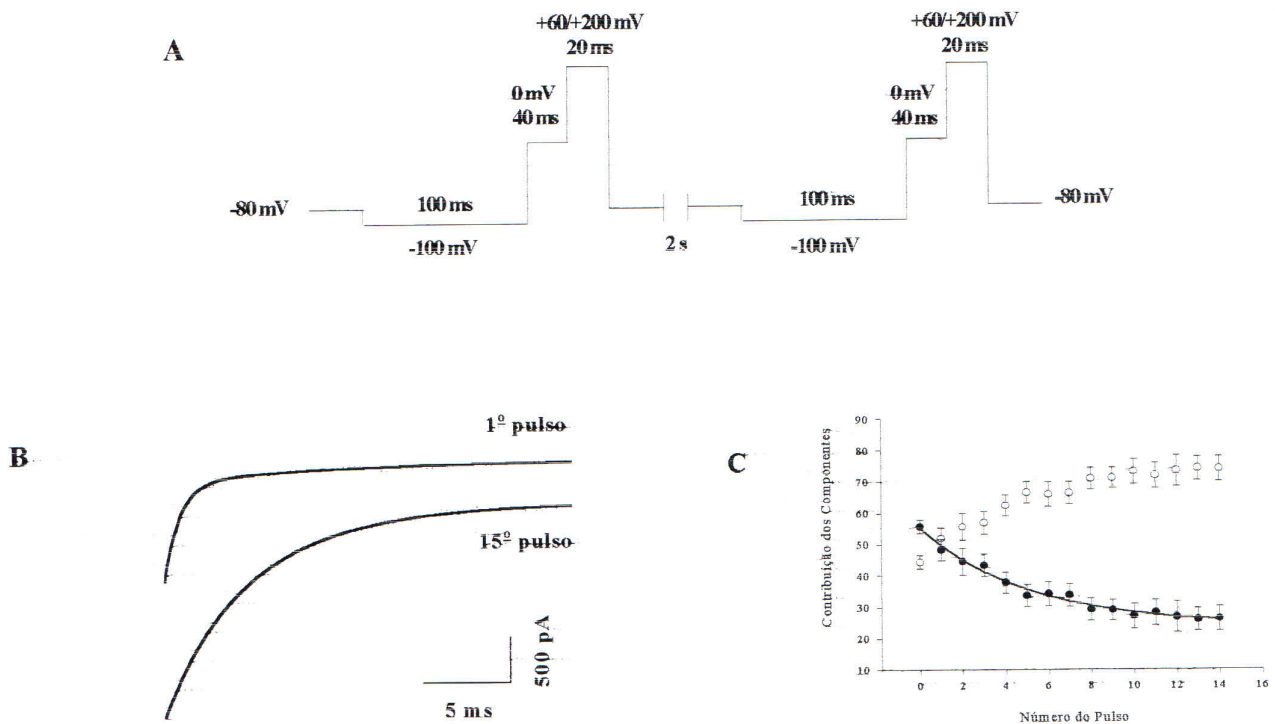 A
+60/+200 mV
20 ms
0 mV
40 ms
-80 mV
100 ms
-100 mV
2 s
+60/+200 mV
20 ms
0 mV
40 ms
100 ms
-100 mV
-80 mV
B
1º pulso
15º pulso
500 pA
5 ms
C
Contribuição dos Componentes
90
80
70
60
50
40
30
20
10
0 2 4 6 8 10 12 14 16
Número do Pulso